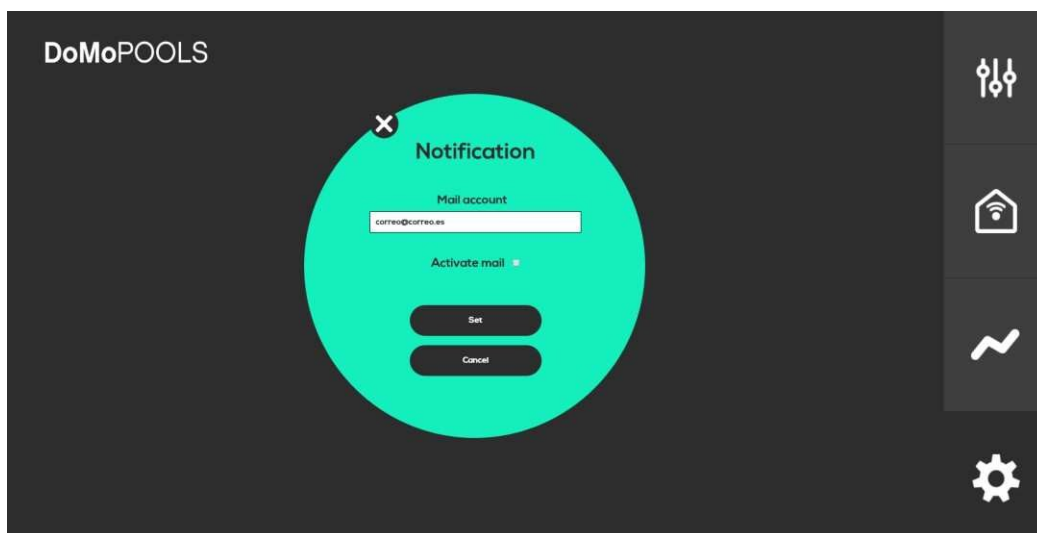 DoMoPOOLS
Notification
Mail account
correo@correo.es
Activate mail
Set
Cancel